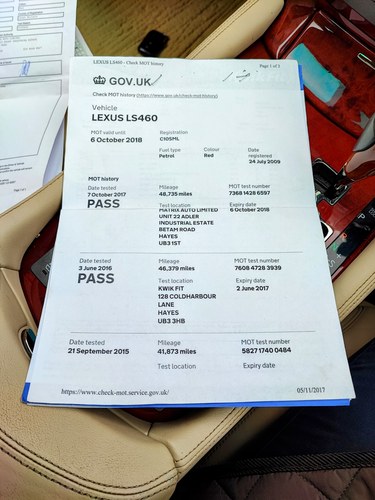 LEXUS LS460 - Check MOT history Page 1 of 3
GOV.UK
Check MOT history (https://www.gov.uk/check-mot-history)
Vehicle
LEXUS LS460
MOT valid until Registration
6 October 2018 C10SML
Fuel type Colour Date
Petrol Red registered
24 July 2009
MOT history
Date tested Mileage MOT test number
7 October 2017 48,735 miles 7368 1428 6597
PASS Test location Expiry date
MATRIX AUTO LIMITED 6 October 2018
UNIT 22 ADLER
INDUSTRIAL ESTATE
BETAM ROAD
HAYES
UB3 1ST
Date tested Mileage MOT test number
3 June 2016 46,379 miles 7608 4728 3939
PASS Test location Expiry date
KWIK FIT 2 June 2017
128 COLDHARBOUR
LANE
HAYES
UB3 3HB
Date tested Mileage MOT test number
21 September 2015 41,873 miles 5827 1740 0484
Test location Expiry date
https://www.check-mot.service.gov.uk/ 05/11/2017